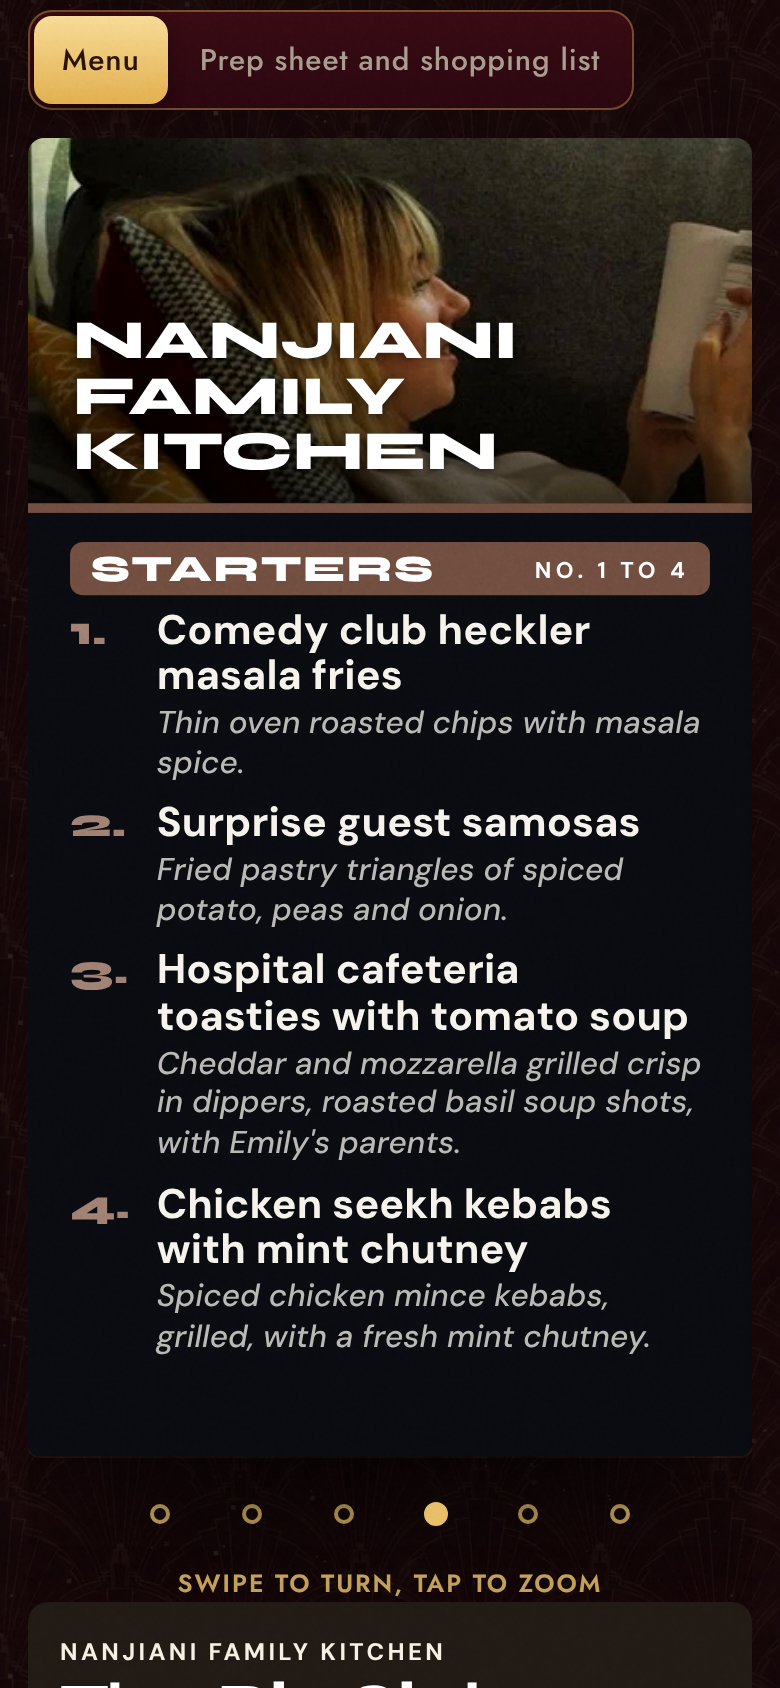 Menu
Prep sheet and shopping list
NANJIANI
FAMILY
KITCHEN
STARTERS
NO. 1 TO 4
1.
Comedy club heckler
masala fries
Thin oven roasted chips with masala
spice.
2.
Surprise guest samosas
Fried pastry triangles of spiced
potato, peas and onion.
3.
Hospital cafeteria
toasties with tomato soup
Cheddar and mozzarella grilled crisp
in dippers, roasted basil soup shots,
with Emily's parents.
4.
Chicken seekh kebabs
with mint chutney
Spiced chicken mince kebabs,
grilled, with a fresh mint chutney.
SWIPE TO TURN, TAP TO ZOOM
NANJIANI FAMILY KITCHEN